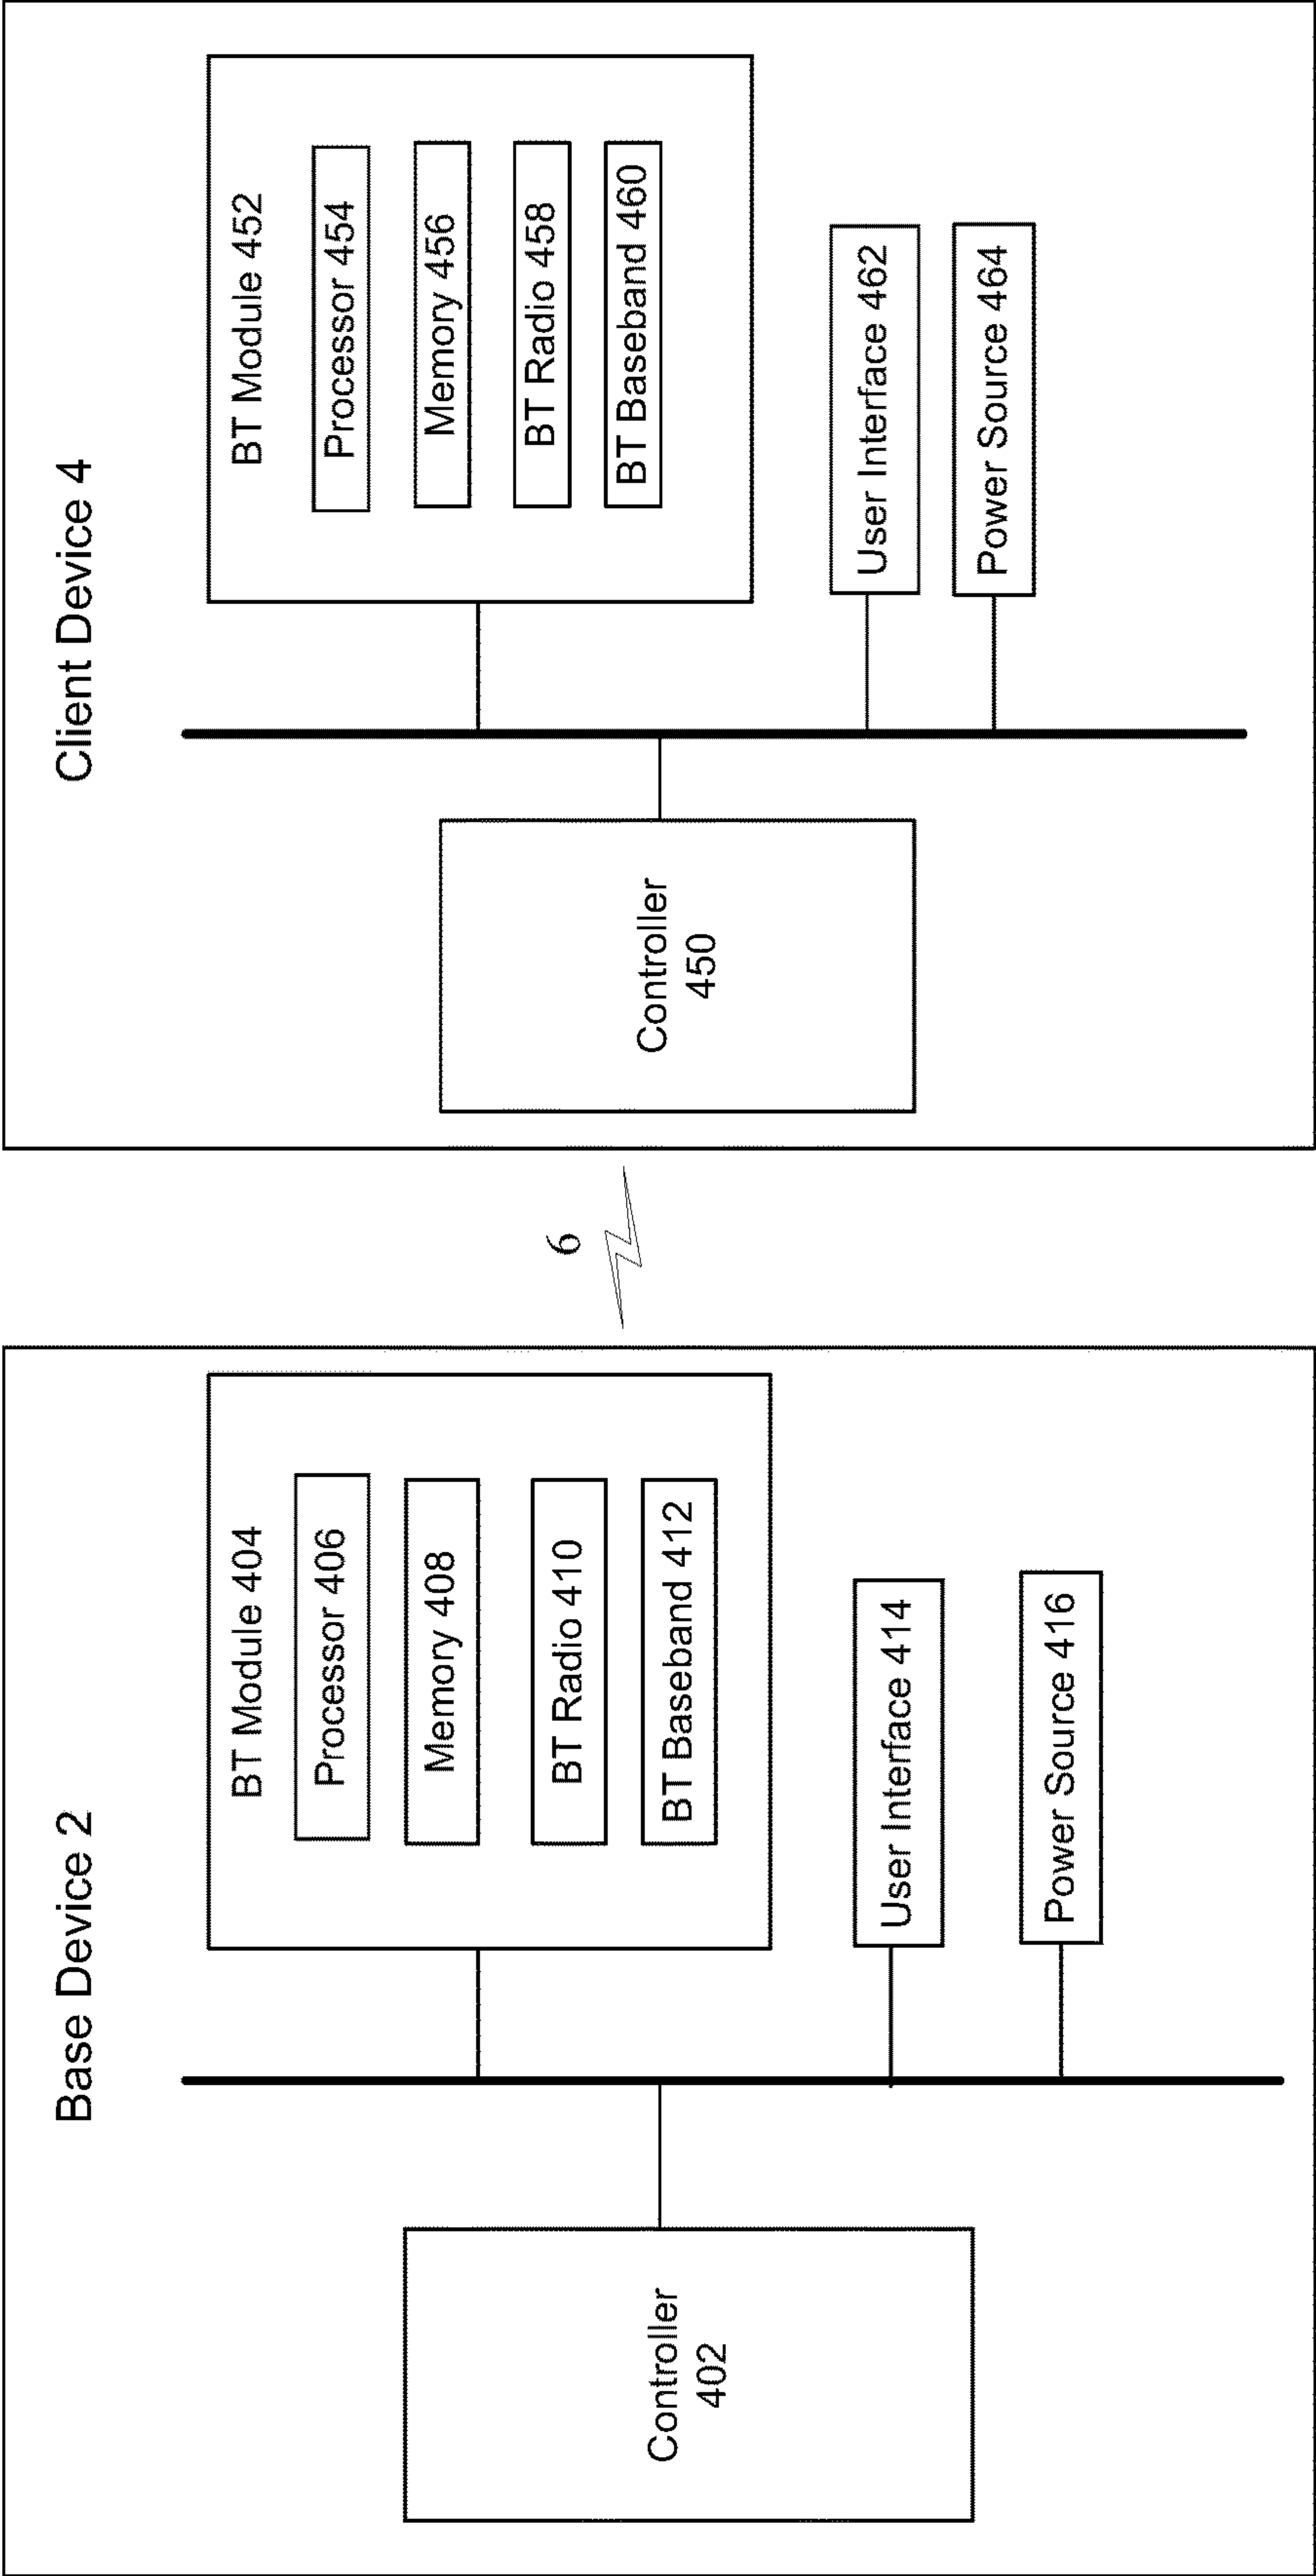 Base Device 2
BT Module 404
Processor 406
Memory 408
BT Radio 410
BT Baseband 412
User Interface 414
Power Source 416
Controller
402
6
Client Device 4
BT Module 452
Processor 454
Memory 456
BT Radio 458
BT Baseband 460
User Interface 462
Power Source 464
Controller
450